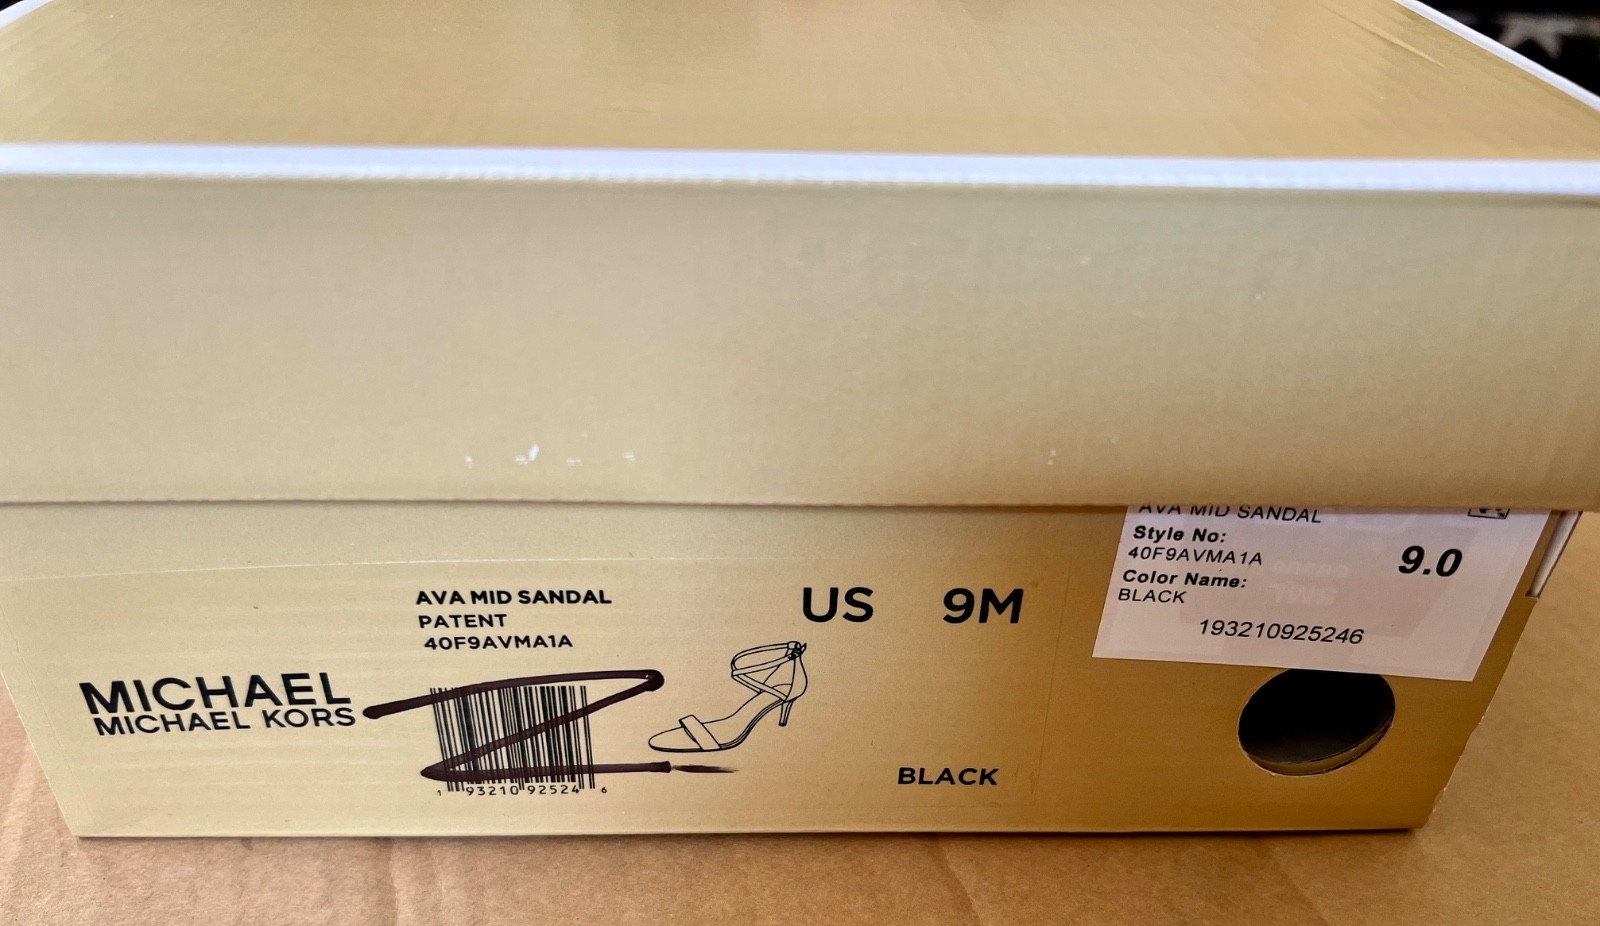 MICHAEL
MICHAEL KORS
AVA MID SANDAL
PATENT
40F9AVMA1A
1 93210 92524 6
US 9M
BLACK
AVA MID SANDAL
Style No:
40F9AVMA1A
Color Name:
BLACK
9.0
193210925246